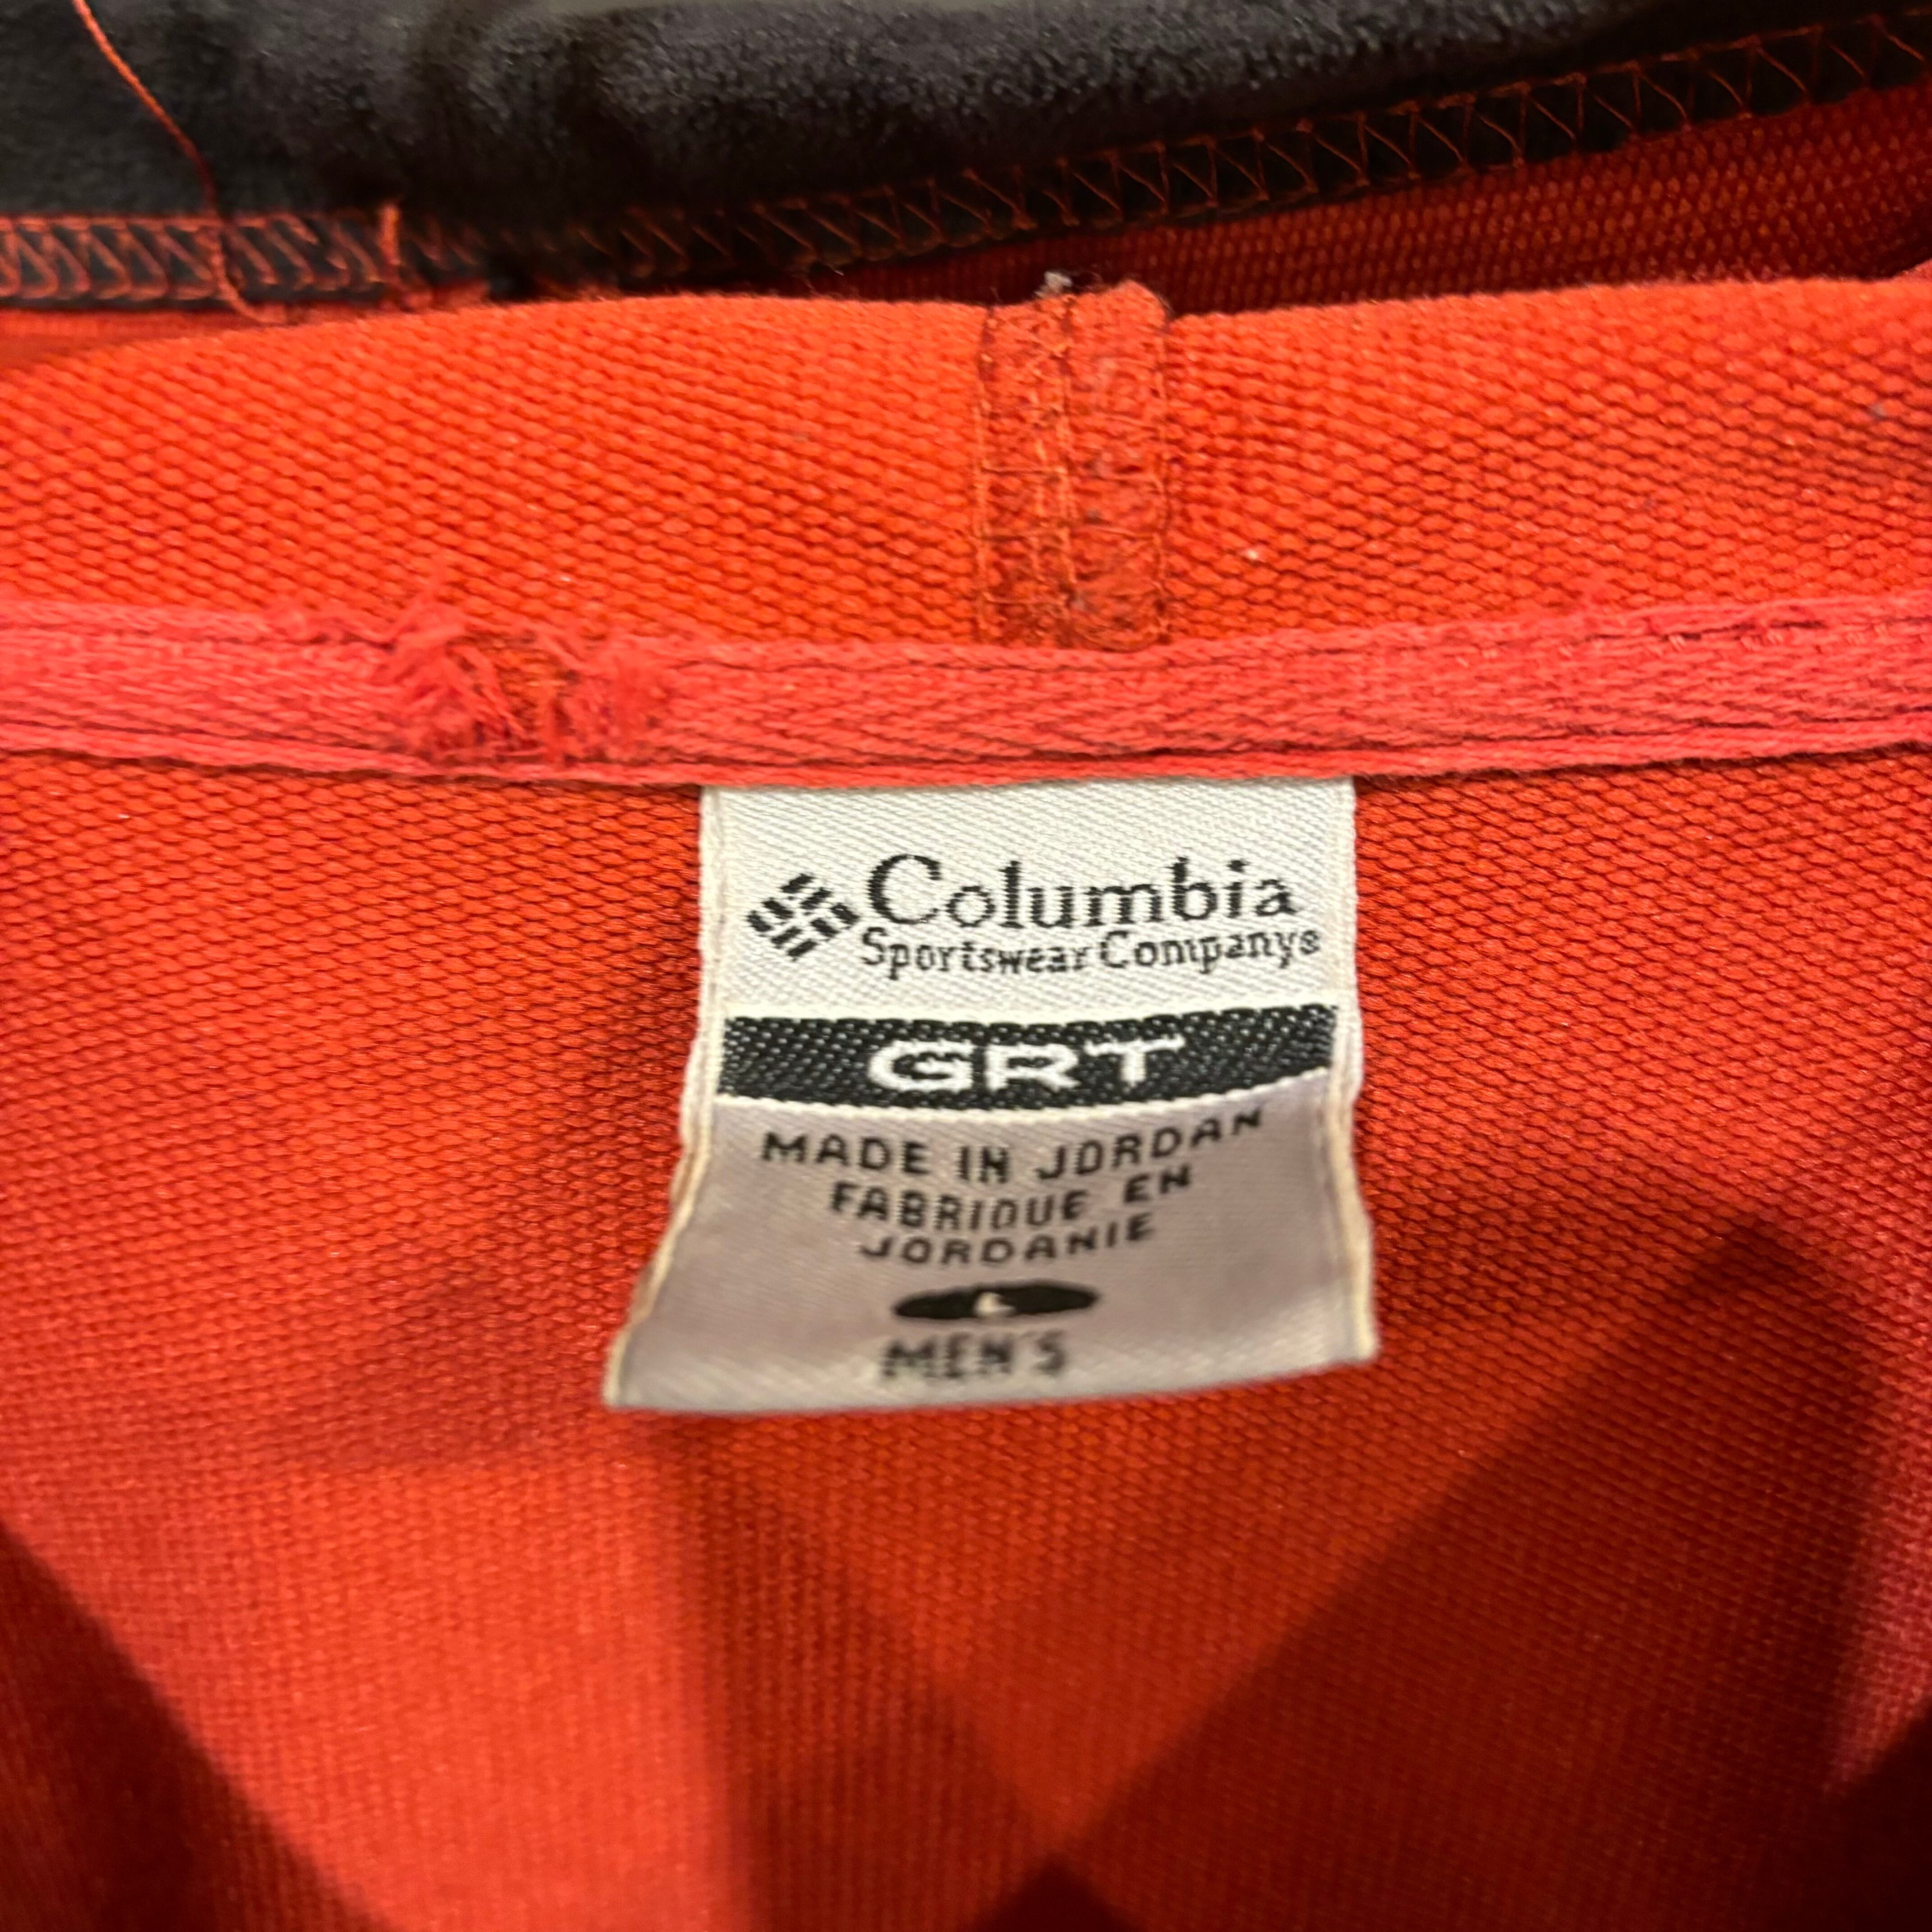 Columbia
Sportswear Company®
GRT
MADE IN JORDAN
FABRIQUE EN
JORDANIE
L
MEN'S